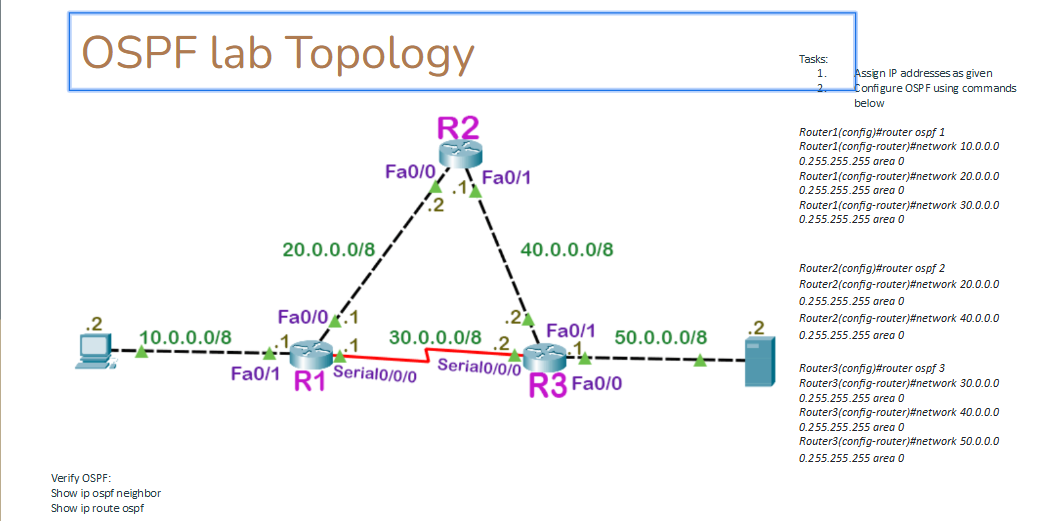 OSPF lab Topology
Tasks:
1. Assign IP addresses as given
2. Configure OSPF using commands
below
Router1(config)#router ospf 1
Router1(config-router)#network 10.0.0.0
0.255.255.255 area 0
Router1(config-router)#network 20.0.0.0
0.255.255.255 area 0
Router1(config-router)#network 30.0.0.0
0.255.255.255 area 0
Router2(config)#router ospf 2
Router2(config-router)#network 20.0.0.0
0.255.255.255 area 0
Router2(config-router)#network 40.0.0.0
0.255.255.255 area 0
Router3(config)#router ospf 3
Router3(config-router)#network 30.0.0.0
0.255.255.255 area 0
Router3(config-router)#network 40.0.0.0
0.255.255.255 area 0
Router3(config-router)#network 50.0.0.0
0.255.255.255 area 0
R2
Fa0/0
.1
Fa0/1
.2
20.0.0.0/8
40.0.0.0/8
Fa0/0
.1
.2
Fa0/1
.2
10.0.0.0/8
.1
.1
30.0.0.0/8
.2
.1
50.0.0.0/8
.2
Fa0/1
R1
Serial0/0/0
Serial0/0/0
R3
Fa0/0
Verify OSPF:
Show ip ospf neighbor
Show ip route ospf